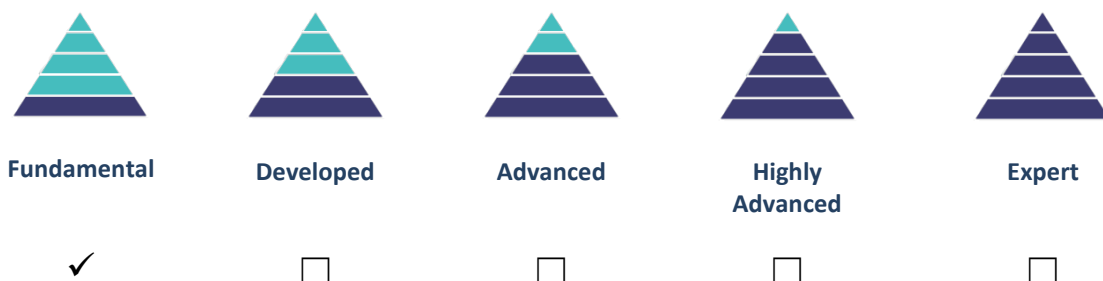 Fundamental
Developed
Advanced
Highly
Advanced
Expert
✓ ☐ ☐ ☐ ☐